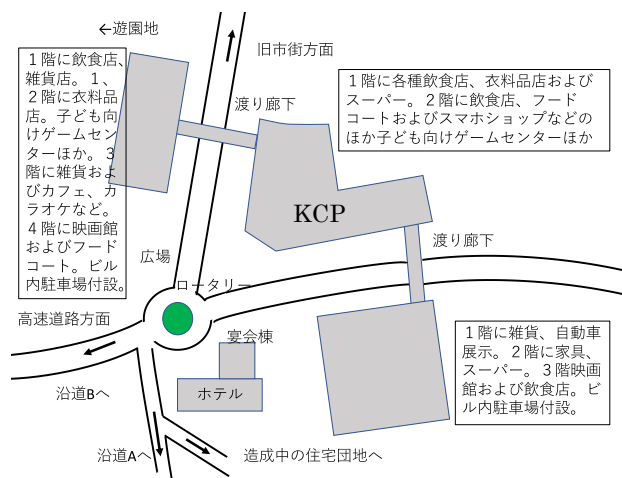 ←遊園地
旧市街方面
１階に飲食店、
雑貨店。１、
２階に衣料品
店。子ども向
けゲームセン
ターほか。３
階に雑貨およ
びカフェ、カ
ラオケなど。
４階に映画館
およびフード
コート。ビル
内駐車場付設。
渡り廊下
１階に各種飲食店、衣料品店および
スーパー。２階に飲食店、フード
コートおよびスマホショップなどの
ほか子ども向けゲームセンターほか
KCP
渡り廊下
広場
ロータリー
高速道路方面
宴会棟
ホテル
１階に雑貨、自動車
展示。２階に家具、
スーパー。３階映画
館および飲食店。ビ
ル内駐車場付設。
沿道Bへ
沿道Aへ
造成中の住宅団地へ